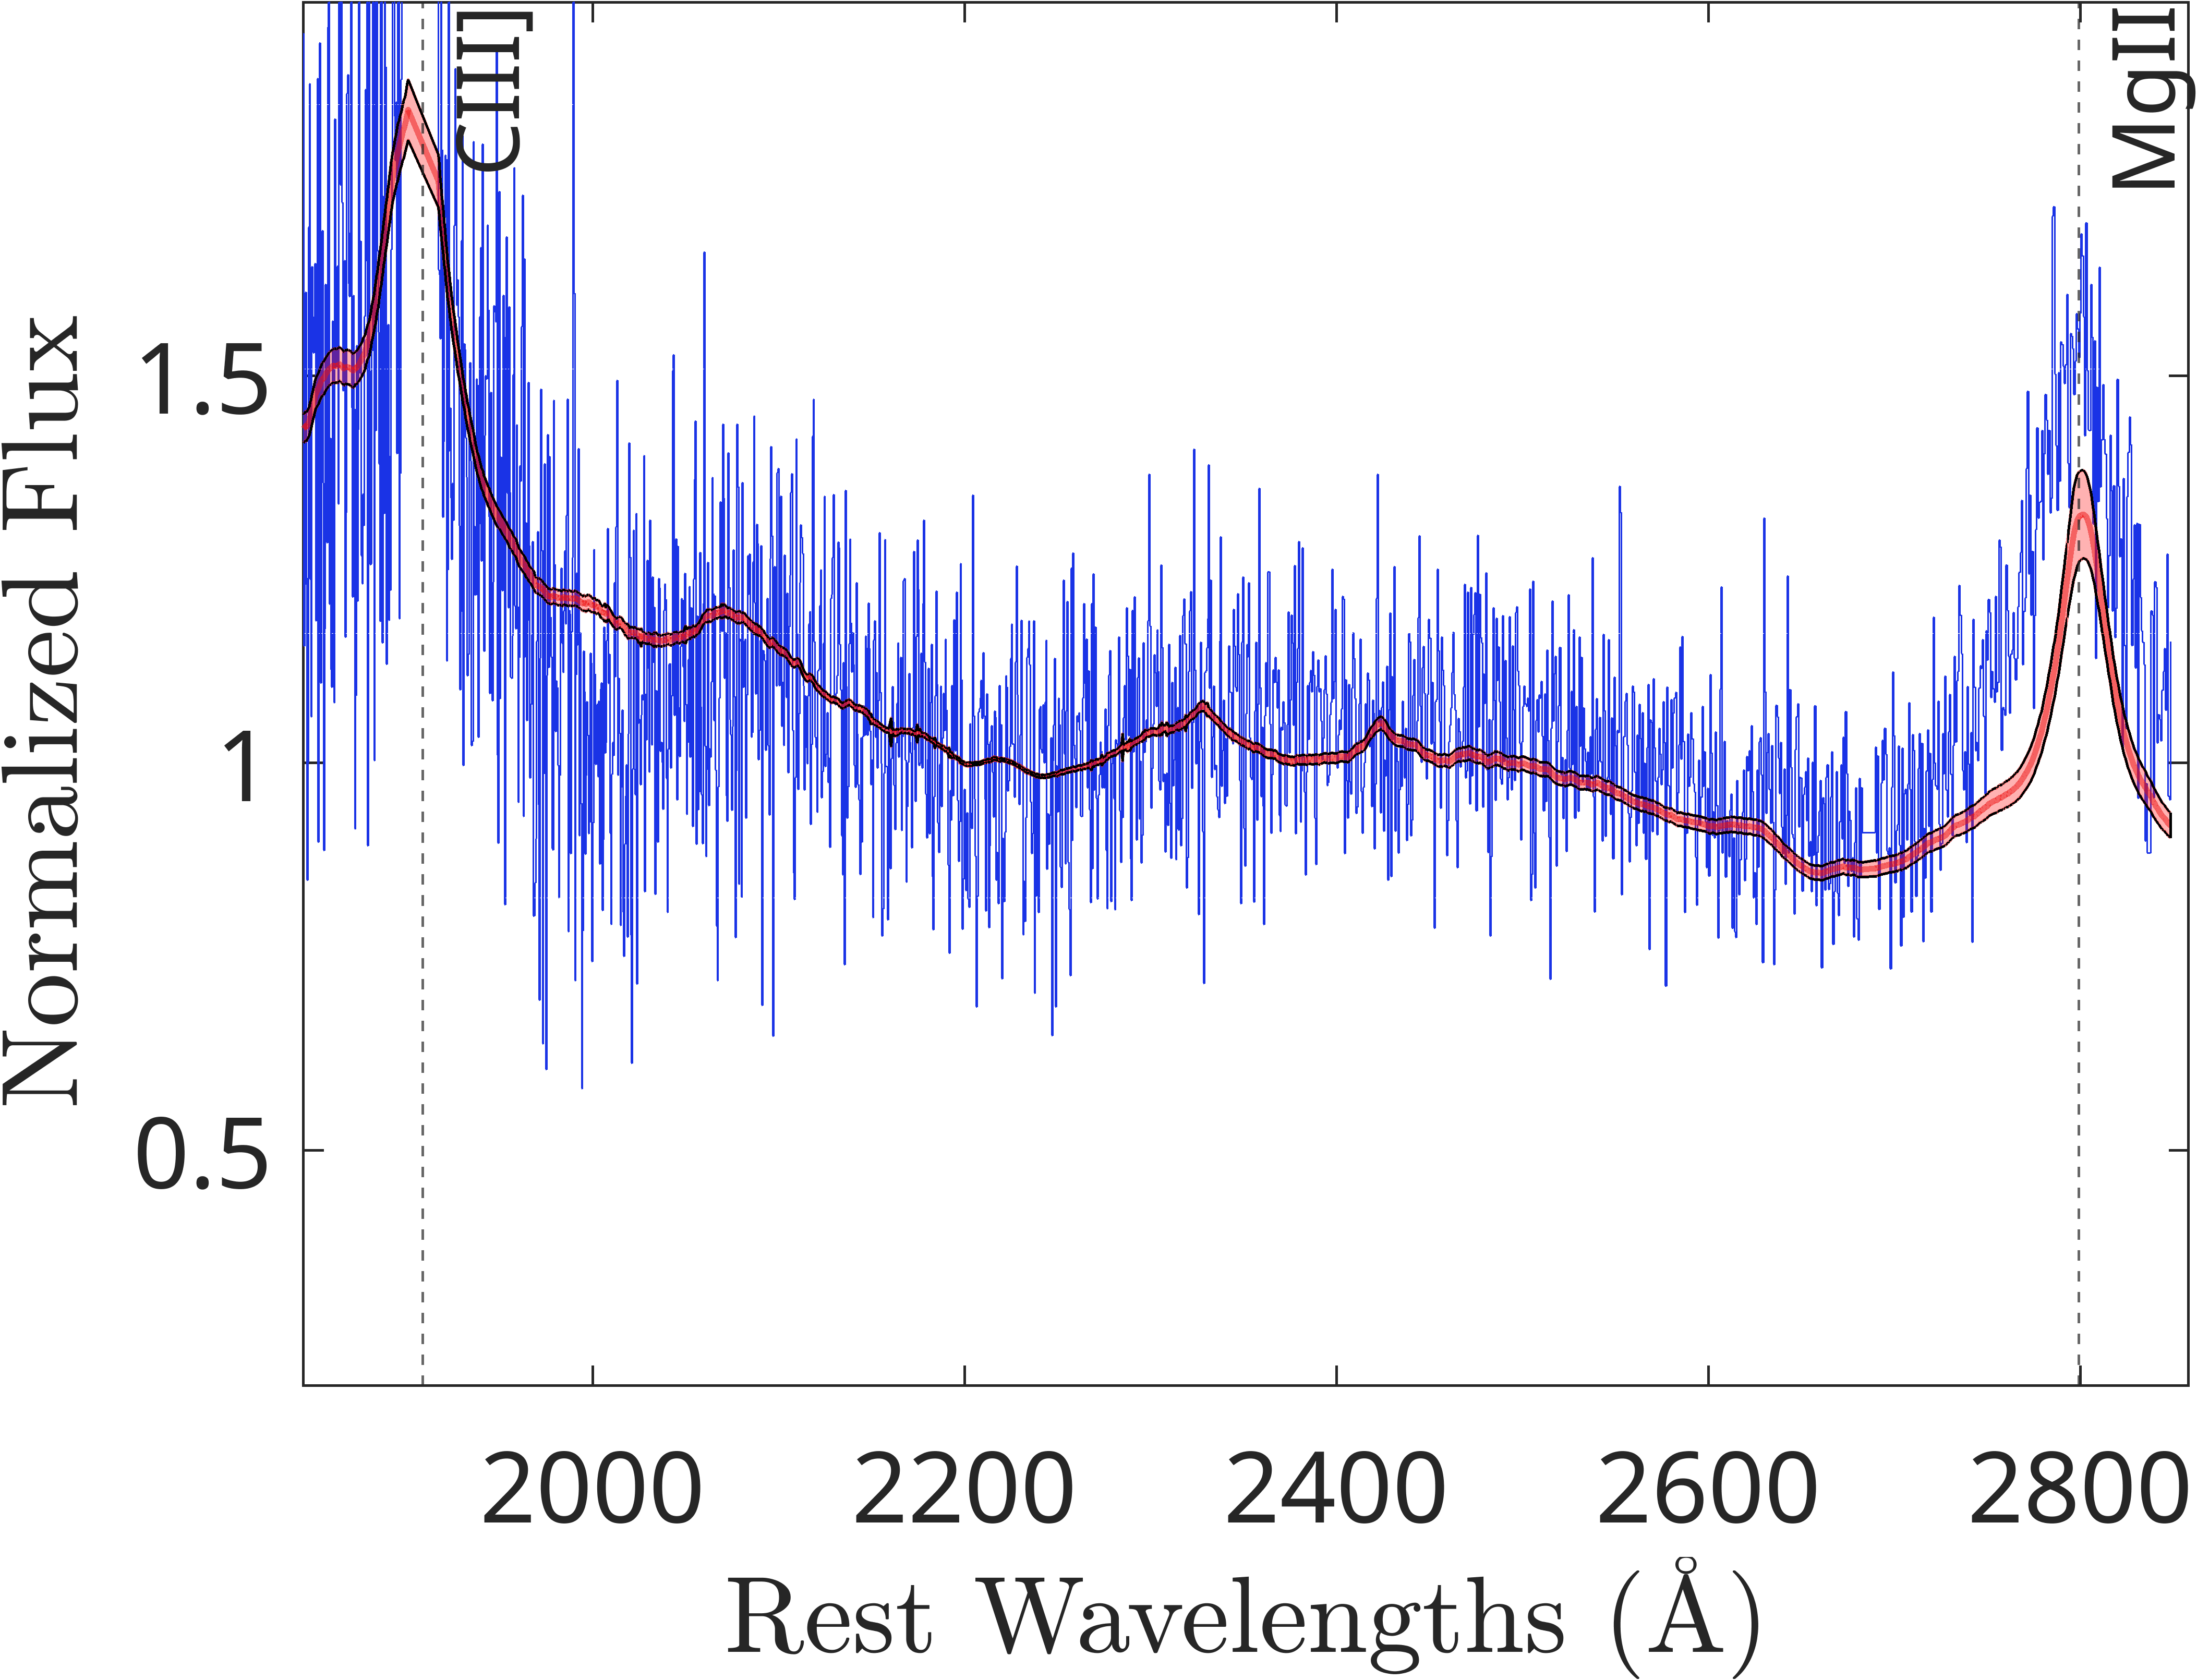 CIII]
MgII
Normalized Flux
1.5
1
0.5
2000
2200
2400
2600
2800
Rest Wavelengths (Å)